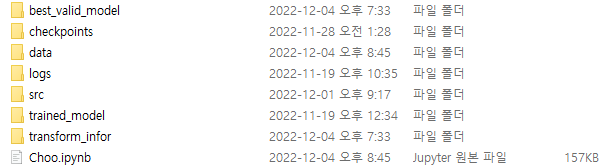 best_valid_model 2022-12-04 오후 7:33 파일 폴더
checkpoints 2022-11-28 오전 1:28 파일 폴더
data 2022-12-04 오후 8:45 파일 폴더
logs 2022-11-19 오후 10:35 파일 폴더
src 2022-12-01 오후 9:17 파일 폴더
trained_model 2022-11-19 오후 12:34 파일 폴더
transform_infor 2022-12-04 오후 7:33 파일 폴더
Choo.ipynb 2022-12-04 오후 8:45 Jupyter 원본 파일 157KB